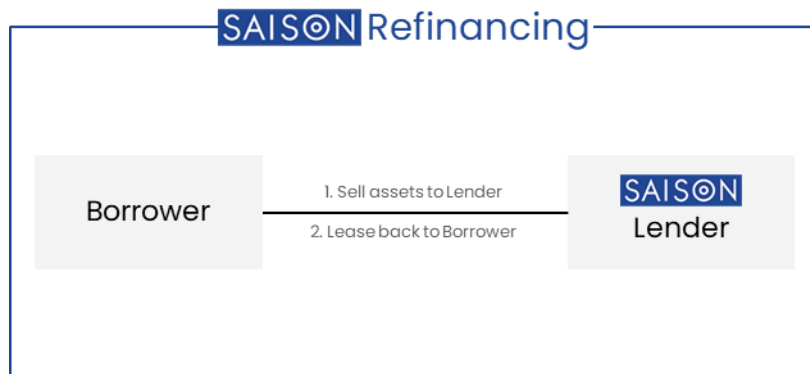 SAISON Refinancing
Borrower
1. Sell assets to Lender
2. Lease back to Borrower
SAISON
Lender